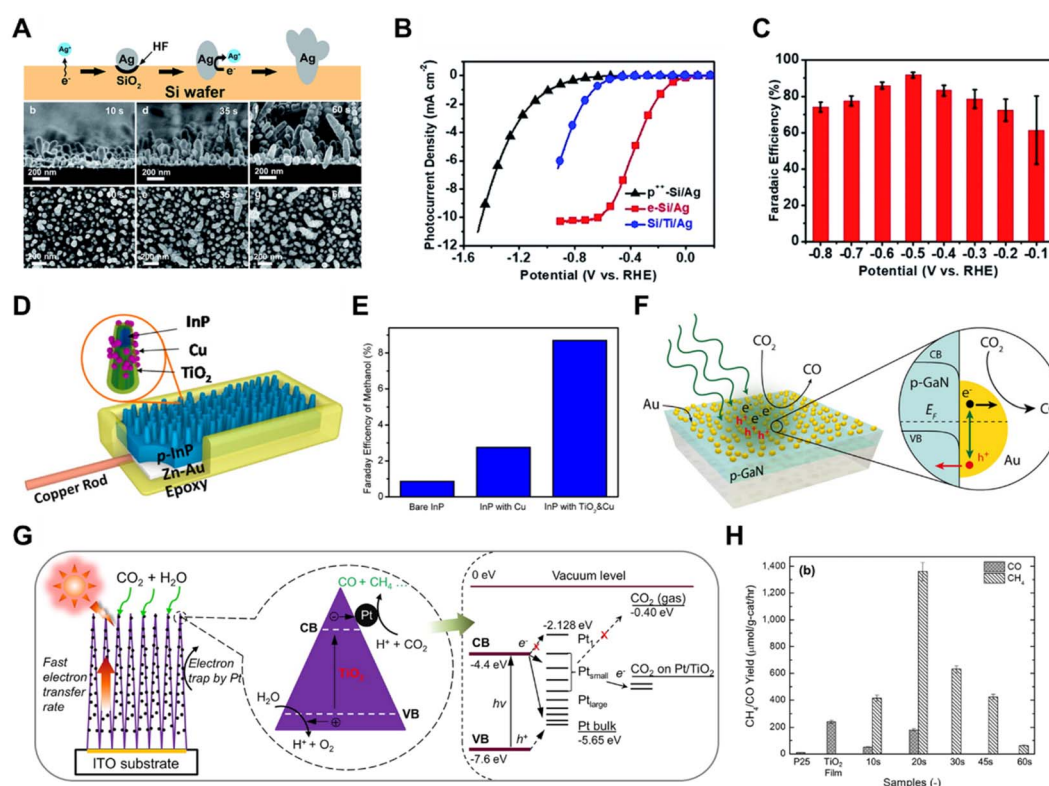 A
Ag⁺
e⁻
Ag
HF
SiO₂
Ag
Ag⁺
e⁻
Ag
Si wafer
b
10 s
200 nm
d
35 s
200 nm
f
60 s
200 nm
c
200 nm
35 s
200 nm
g
200 nm
B
Photocurrent Density (mA cm⁻²)
0
-2
-4
-6
-8
-10
-12
p⁺⁺-Si/Ag
e-Si/Ag
Si/Ti/Ag
-1.6
-1.2
-0.8
-0.4
0.0
Potential (V vs. RHE)
C
Faradaic Efficiency (%)
100
80
60
40
20
0
-0.8
-0.7
-0.6
-0.5
-0.4
-0.3
-0.2
-0.1
Potential (V vs. RHE)
D
InP
Cu
TiO₂
p-InP
Zn-Au
Epoxy
Copper Rod
E
Faraday Efficency of Methanol (%)
8
6
4
2
0
Bare InP
InP with Cu
InP with TiO₂&Cu
F
CO₂
CO
Au
e⁻
e⁻ e⁻
h⁺
h⁺ h⁺
p-GaN
CB
p-GaN
E_F
VB
CO₂
e⁻
h⁺
Au
G
CO₂ + H₂O
Fast
electron
transfer
rate
Electron
trap by Pt
ITO substrate
CO + CH₄ ...
Pt
CB
H⁺ + CO₂
TiO₂
H₂O
VB
H⁺ + O₂
0 eV
Vacuum level
CO₂ (gas)
-0.40 eV
-2.128 eV
Pt₁
CB
e⁻
-4.4 eV
Pt_small
e⁻
CO₂ on Pt/TiO₂
Pt_large
hν
Pt bulk
-5.65 eV
VB
h⁺
-7.6 eV
H
(b)
CO
CH₄
CH₄/CO Yield (μmol/g-cat/hr)
1,400
1,200
1,000
800
600
400
200
0
P25
TiO₂
Film
10s
20s
30s
45s
60s
Samples (-)